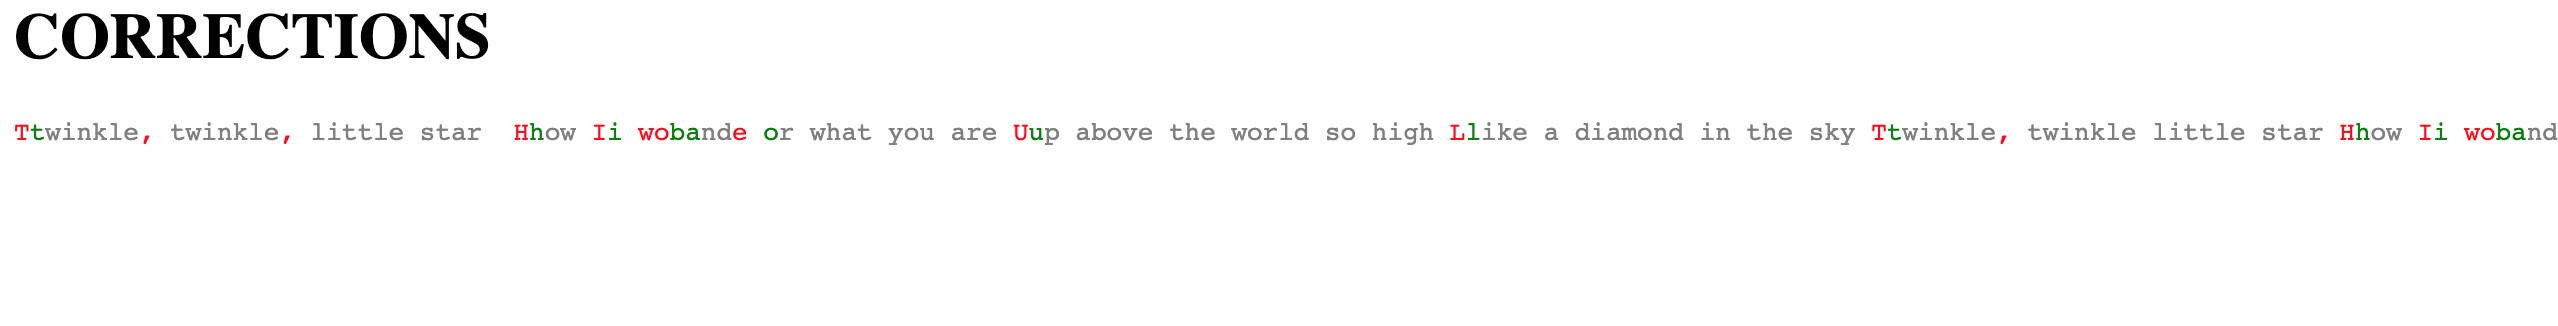 CORRECTIONS
Ttwinkle, twinkle, little star  Hhow Ii wobande or what you are Uup above the world so high Llike a diamond in the sky Ttwinkle, twinkle little star Hhow Ii woband